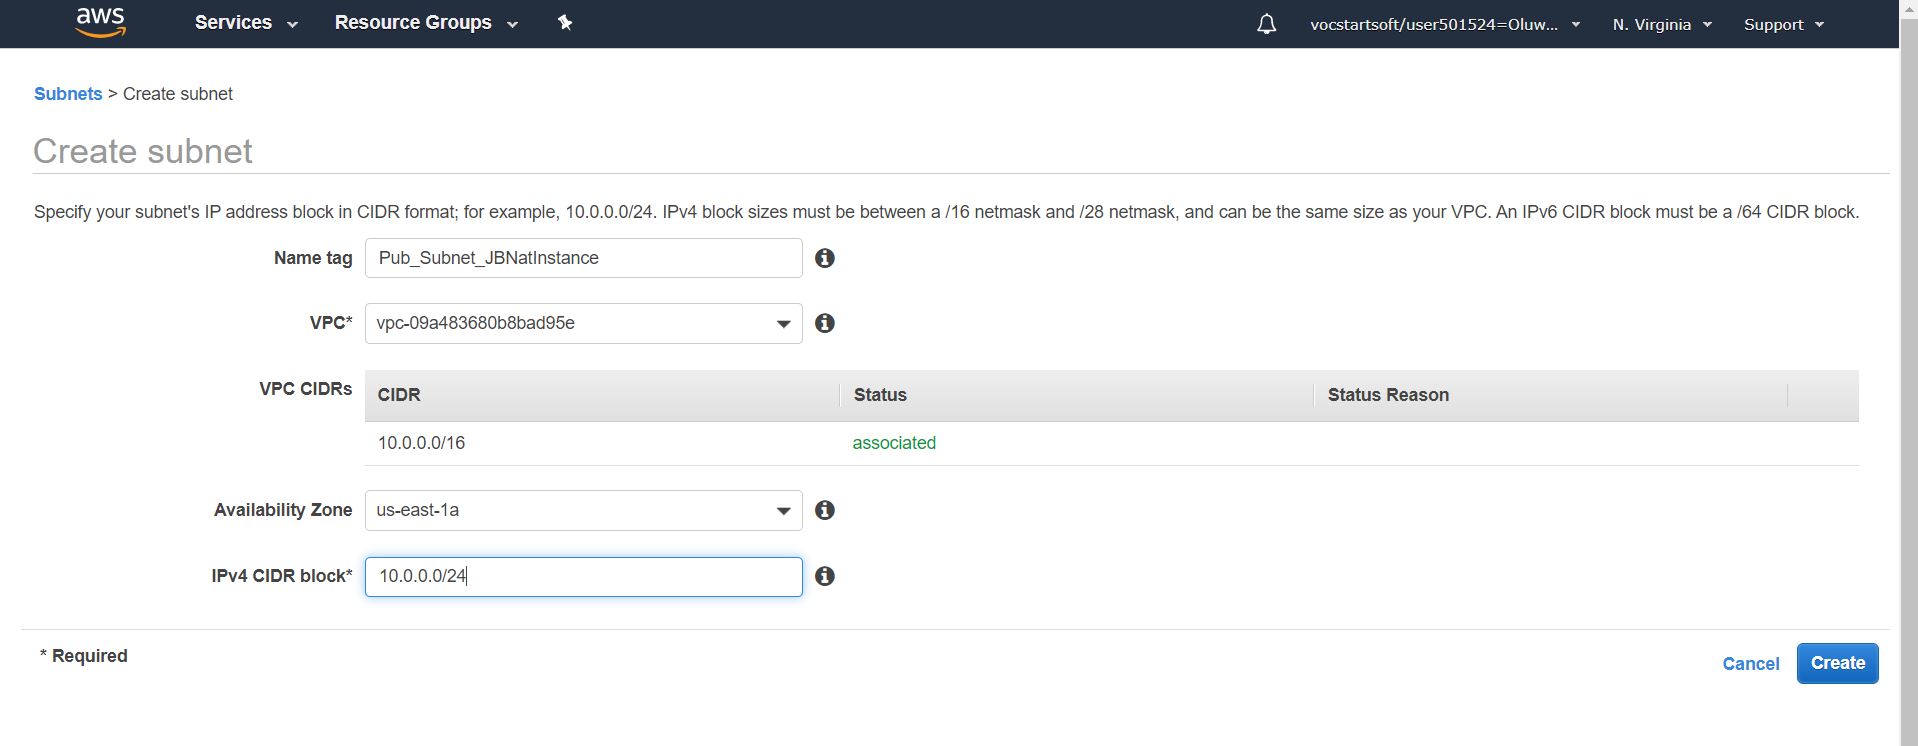 aws Services Resource Groups vocstartsoft/user501524=Oluw... N. Virginia Support
Subnets > Create subnet
Create subnet
Specify your subnet's IP address block in CIDR format; for example, 10.0.0.0/24. IPv4 block sizes must be between a /16 netmask and /28 netmask, and can be the same size as your VPC. An IPv6 CIDR block must be a /64 CIDR block.
Name tag Pub_Subnet_JBNatInstance
VPC* vpc-09a483680b8bad95e
VPC CIDRs CIDR Status Status Reason
10.0.0.0/16 associated
Availability Zone us-east-1a
IPv4 CIDR block* 10.0.0.0/24
* Required
Cancel Create